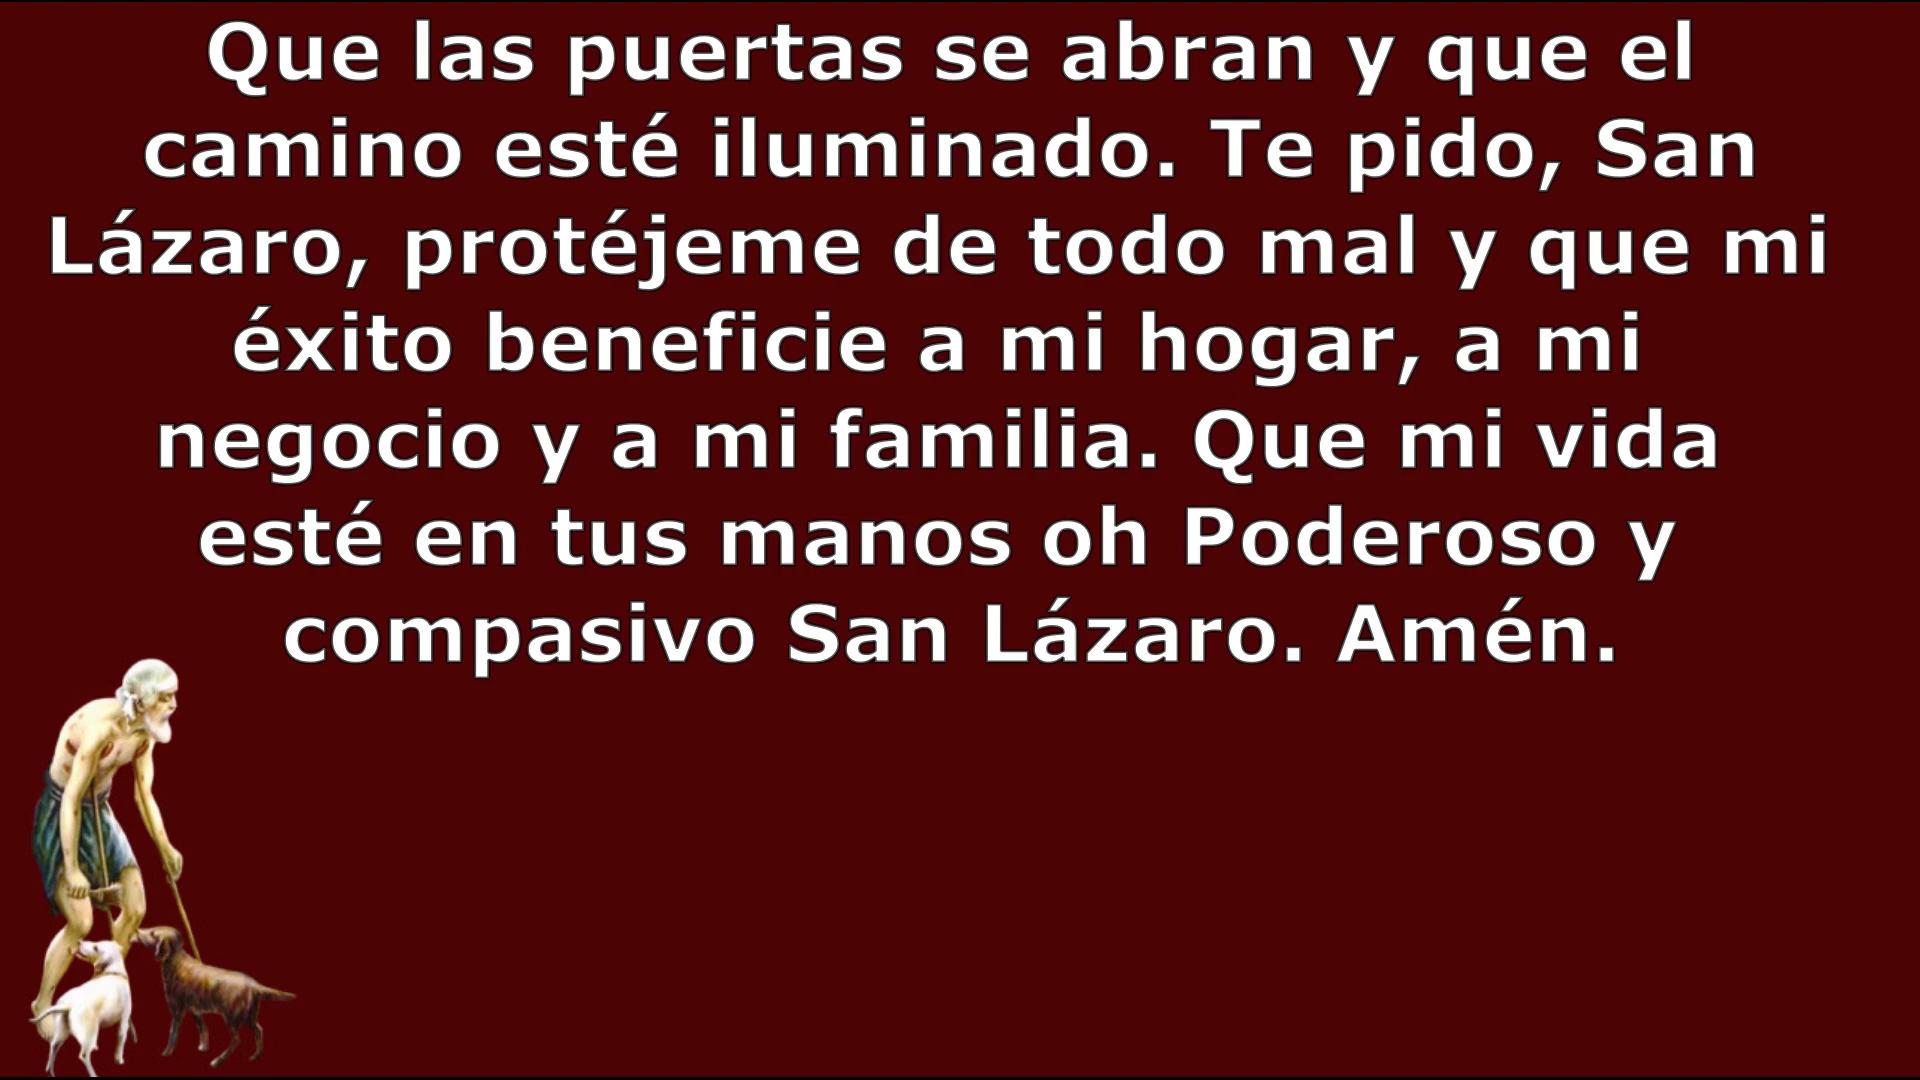 Que las puertas se abran y que el
camino esté iluminado. Te pido, San
Lázaro, protéjeme de todo mal y que mi
éxito beneficie a mi hogar, a mi
negocio y a mi familia. Que mi vida
esté en tus manos oh Poderoso y
compasivo San Lázaro. Amén.